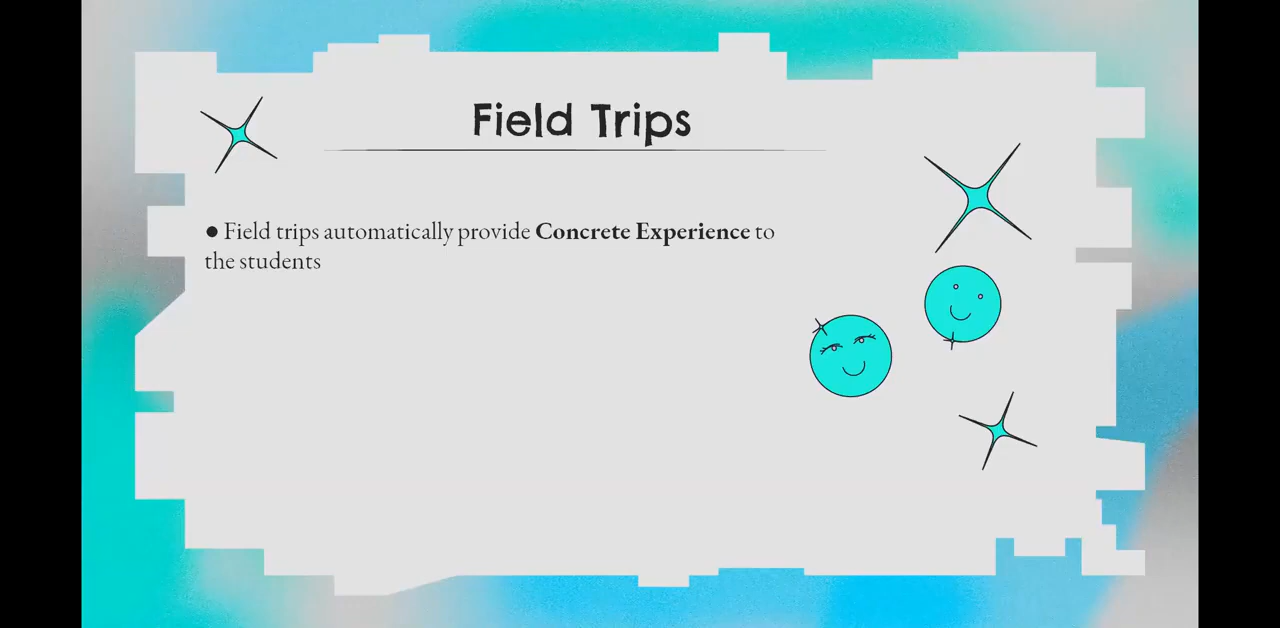 Field Trips
● Field trips automatically provide Concrete Experience to
the students